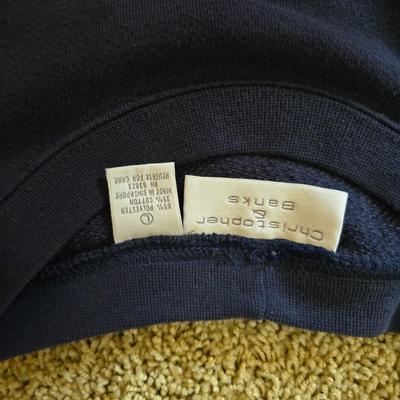 Christopher
&
Banks
L
65% POLYESTER
35% COTTON
MADE IN SINGAPORE
RN 63823
REVERSE FOR CARE